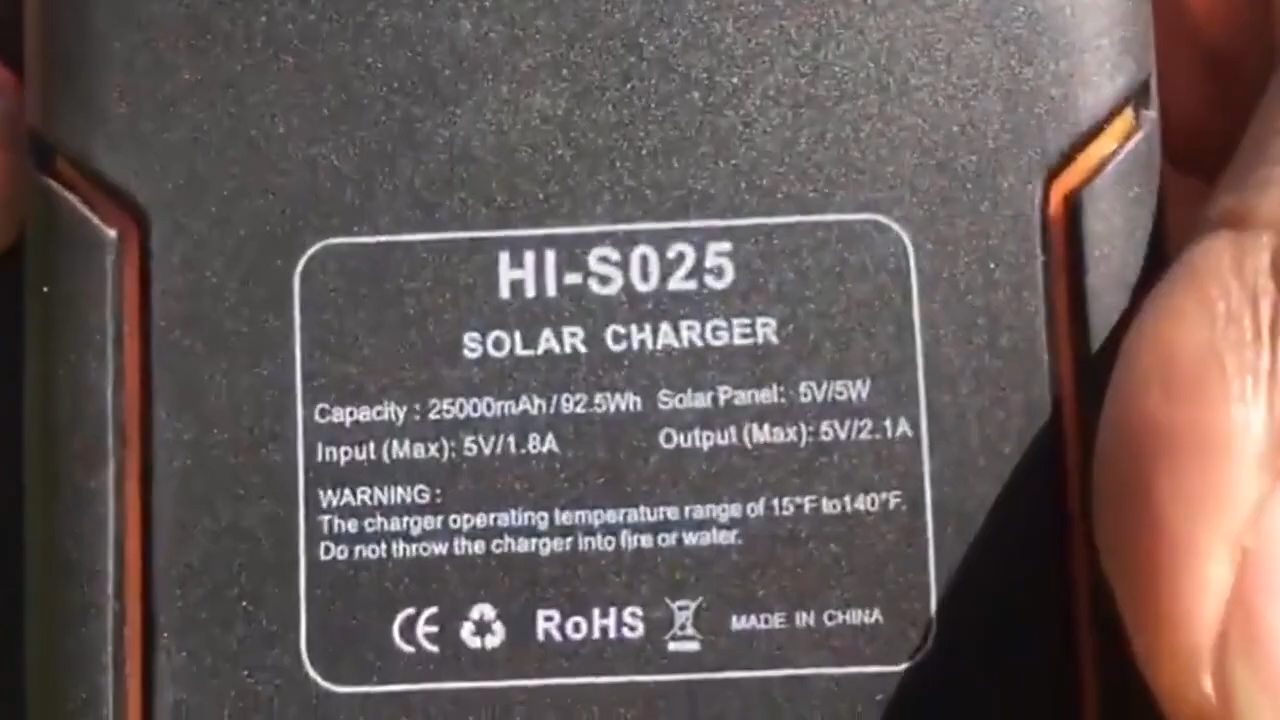 HI-S025
SOLAR CHARGER
Capacity : 25000mAh/92.5Wh Solar Panel: 5V/5W
Input (Max): 5V/1.8A Output (Max): 5V/2.1A
WARNING :
The charger operating temperature range of 15°F to140°F.
Do not throw the charger into fire or water.
CE RoHS MADE IN CHINA